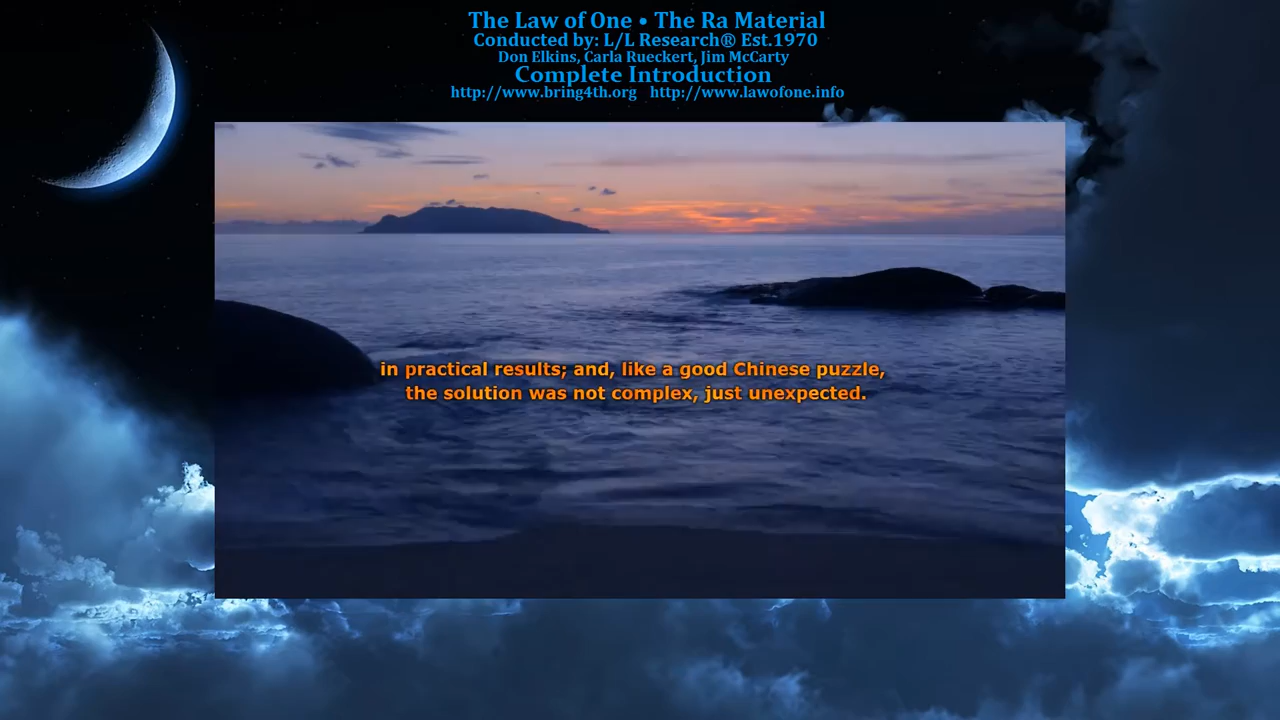 The Law of One • The Ra Material
Conducted by: L/L Research® Est.1970
Don Elkins, Carla Rueckert, Jim McCarty
Complete Introduction
http://www.bring4th.org http://www.lawofone.info
in practical results; and, like a good Chinese puzzle,
the solution was not complex, just unexpected.